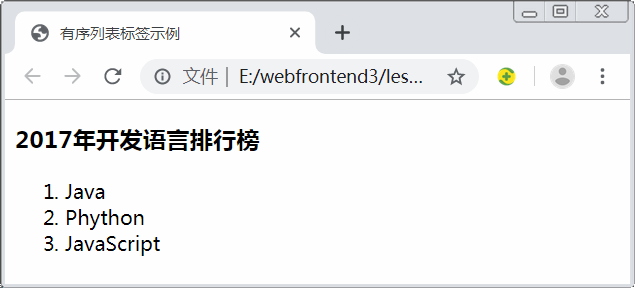 有序列表标签示例
文件 | E:/webfrontend3/les...
2017年开发语言排行榜
1. Java
2. Phython
3. JavaScript